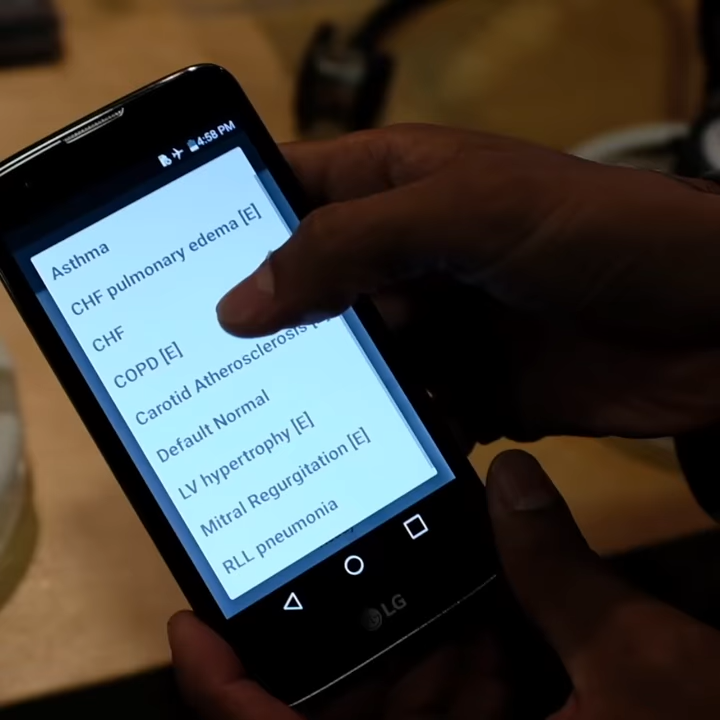 4:58 PM
Asthma
CHF pulmonary edema [E]
CHF
COPD [E]
Carotid Atherosclerosis
Default Normal
LV hypertrophy [E]
Mitral Regurgitation [E]
RLL pneumonia
LG